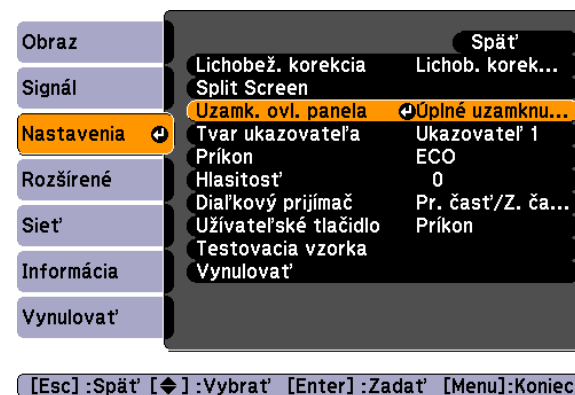 Obraz
Signál
Nastavenia
Rozšírené
Sieť
Informácia
Vynulovať
Späť
Lichobež. korekcia Lichob. korek...
Split Screen
Uzamk. ovl. panela Úplné uzamknu...
Tvar ukazovateľa Ukazovateľ 1
Príkon ECO
Hlasitosť 0
Diaľkový prijímač Pr. časť/Z. ča...
Užívateľské tlačidlo Príkon
Testovacia vzorka
Vynulovať
[Esc] :Späť [◆] :Vybrať [Enter] :Zadať [Menu]:Koniec